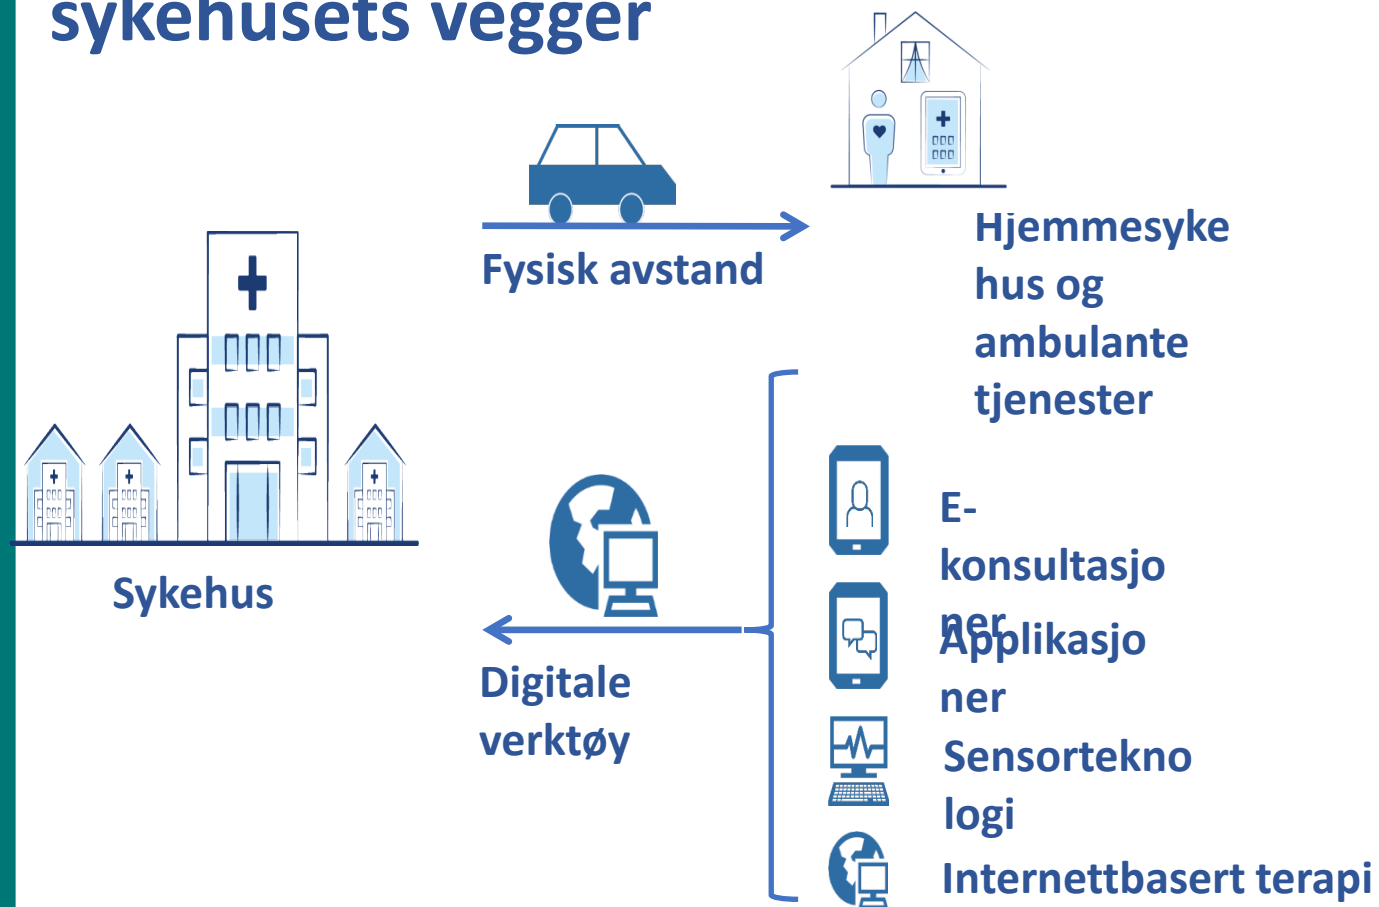 sykehusets vegger
Fysisk avstand
Hjemmesyke
hus og
ambulante
tjenester
Sykehus
Digitale
verktøy
E-
konsultasjo
ner
Applikasjo
ner
Sensortekno
logi
Internettbasert terapi